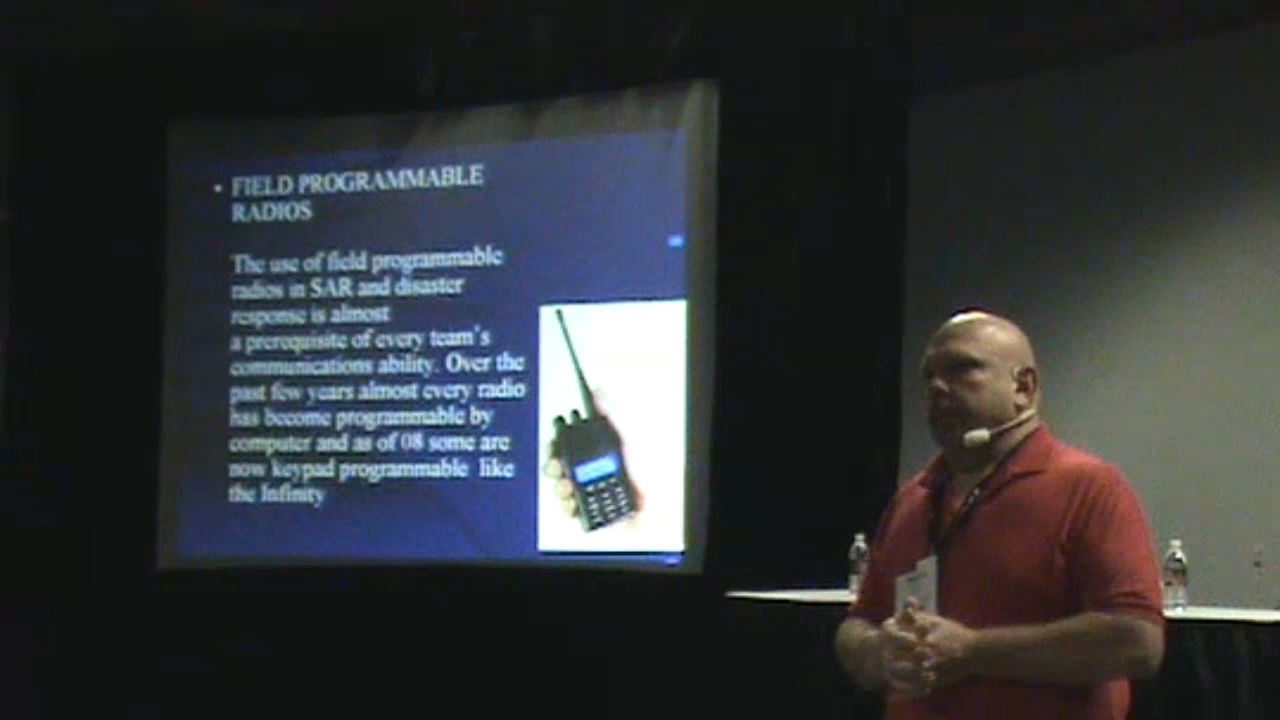 • FIELD PROGRAMMABLE
RADIOS
The use of field programmable
radios in SAR and disaster
response is almost
a prerequisite of every team's
communications ability. Over the
past few years almost every radio
has become programmable by
computer and as of 08 some are
now keypad programmable like
the Infinity